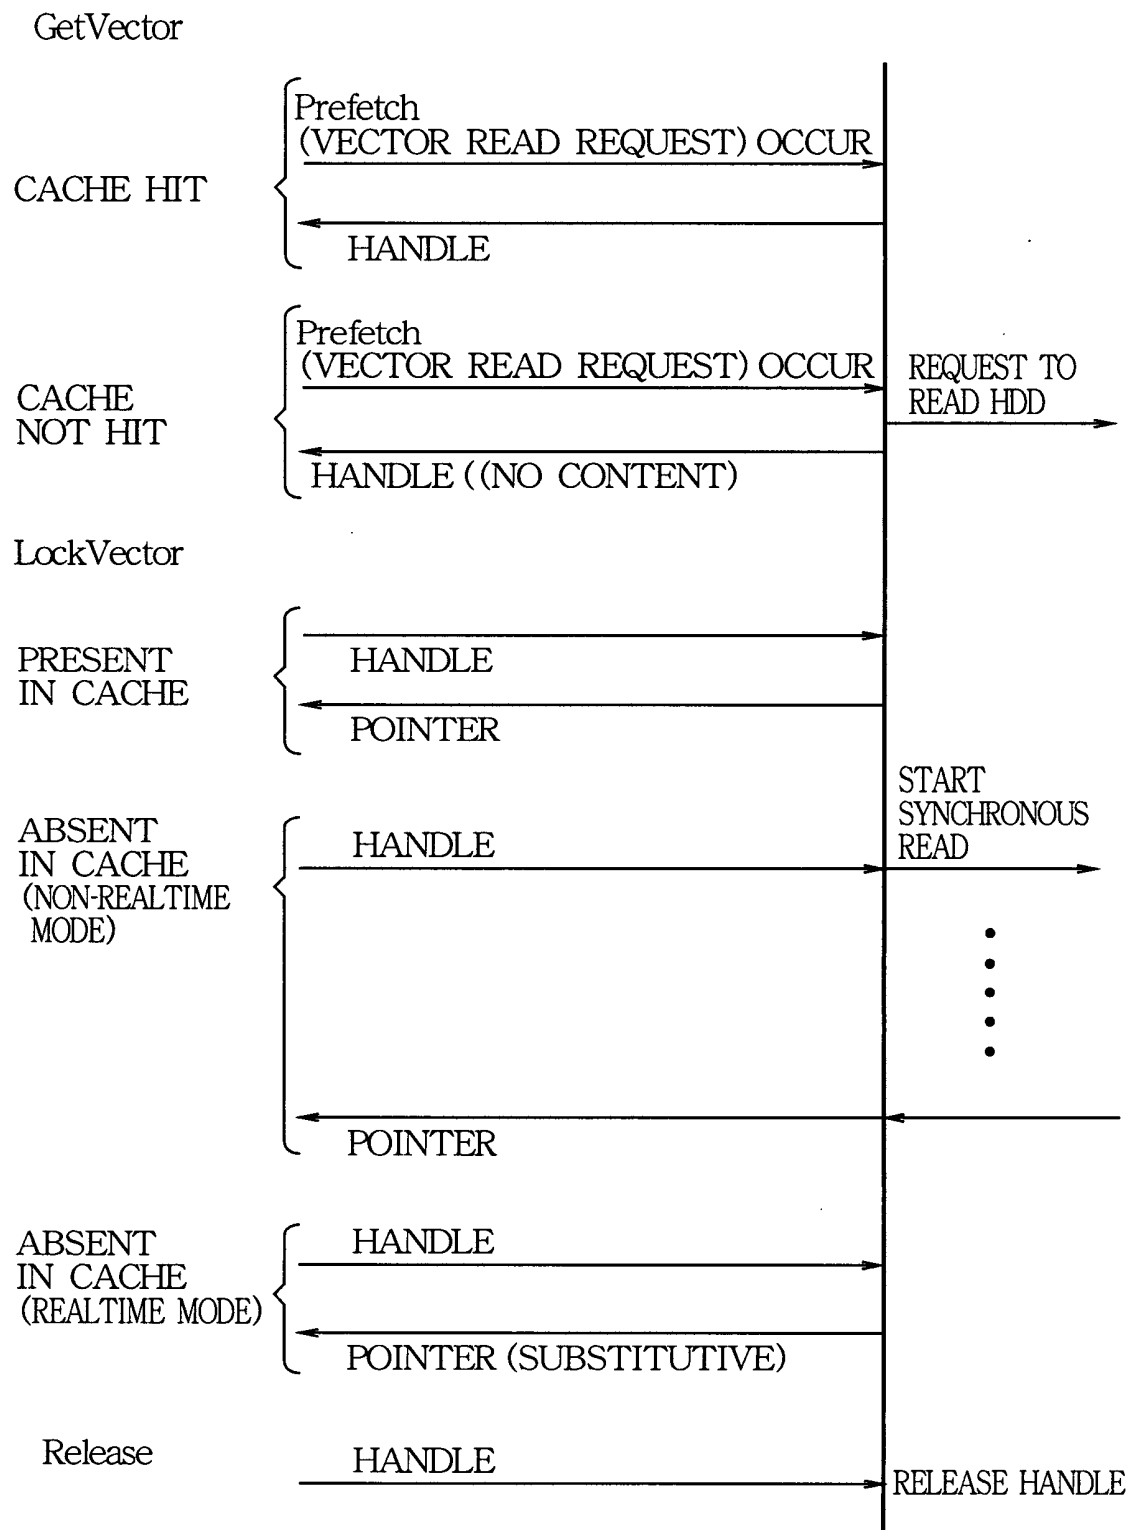 GetVector
Prefetch
(VECTOR READ REQUEST) OCCUR
CACHE HIT
HANDLE
Prefetch
(VECTOR READ REQUEST) OCCUR
REQUEST TO
READ HDD
CACHE
NOT HIT
HANDLE ((NO CONTENT)
LockVector
HANDLE
PRESENT
IN CACHE
POINTER
START
SYNCHRONOUS
READ
ABSENT
IN CACHE
(NON-REALTIME
MODE)
HANDLE
POINTER
ABSENT
IN CACHE
(REALTIME MODE)
HANDLE
POINTER (SUBSTITUTIVE)
Release
HANDLE
RELEASE HANDLE